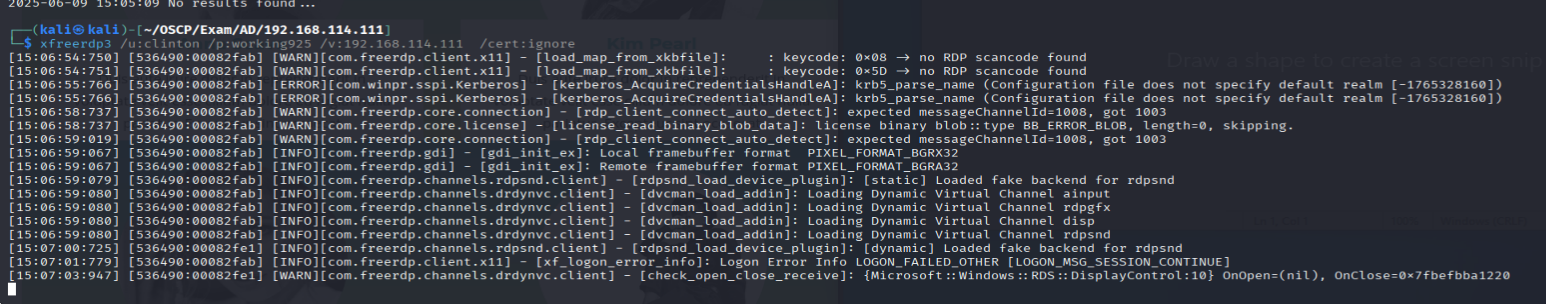 2025-06-09 15:05:09 No results found...
┌──(kali㉿kali)-[~/OSCP/Exam/AD/192.168.114.111]
└─$ xfreerdp3 /u:clinton /p:working925 /v:192.168.114.111  /cert:ignore
[15:06:54:750] [536490:00082fab] [WARN][com.freerdp.client.x11] - [load_map_from_xkbfile]:     : keycode: 0x08 → no RDP scancode found
[15:06:54:751] [536490:00082fab] [WARN][com.freerdp.client.x11] - [load_map_from_xkbfile]:     : keycode: 0x5D → no RDP scancode found
[15:06:55:766] [536490:00082fab] [ERROR][com.winpr.sspi.Kerberos] - [kerberos_AcquireCredentialsHandleA]: krb5_parse_name (Configuration file does not specify default realm [-1765328160])
[15:06:55:766] [536490:00082fab] [ERROR][com.winpr.sspi.Kerberos] - [kerberos_AcquireCredentialsHandleA]: krb5_parse_name (Configuration file does not specify default realm [-1765328160])
[15:06:58:737] [536490:00082fab] [WARN][com.freerdp.core.connection] - [rdp_client_connect_auto_detect]: expected messageChannelId=1008, got 1003
[15:06:58:737] [536490:00082fab] [WARN][com.freerdp.core.license] - [license_read_binary_blob_data]: license binary blob::type BB_ERROR_BLOB, length=0, skipping.
[15:06:59:019] [536490:00082fab] [WARN][com.freerdp.core.connection] - [rdp_client_connect_auto_detect]: expected messageChannelId=1008, got 1003
[15:06:59:067] [536490:00082fab] [INFO][com.freerdp.gdi] - [gdi_init_ex]: Local framebuffer format  PIXEL_FORMAT_BGRX32
[15:06:59:067] [536490:00082fab] [INFO][com.freerdp.gdi] - [gdi_init_ex]: Remote framebuffer format PIXEL_FORMAT_BGRA32
[15:06:59:079] [536490:00082fab] [INFO][com.freerdp.channels.rdpsnd.client] - [rdpsnd_load_device_plugin]: [static] Loaded fake backend for rdpsnd
[15:06:59:080] [536490:00082fab] [INFO][com.freerdp.channels.drdynvc.client] - [dvcman_load_addin]: Loading Dynamic Virtual Channel ainput
[15:06:59:080] [536490:00082fab] [INFO][com.freerdp.channels.drdynvc.client] - [dvcman_load_addin]: Loading Dynamic Virtual Channel rdpgfx
[15:06:59:080] [536490:00082fab] [INFO][com.freerdp.channels.drdynvc.client] - [dvcman_load_addin]: Loading Dynamic Virtual Channel disp
[15:06:59:080] [536490:00082fab] [INFO][com.freerdp.channels.drdynvc.client] - [dvcman_load_addin]: Loading Dynamic Virtual Channel rdpsnd
[15:07:00:725] [536490:00082fe1] [INFO][com.freerdp.channels.rdpsnd.client] - [rdpsnd_load_device_plugin]: [dynamic] Loaded fake backend for rdpsnd
[15:07:01:779] [536490:00082fab] [INFO][com.freerdp.client.x11] - [xf_logon_error_info]: Logon Error Info LOGON_FAILED_OTHER [LOGON_MSG_SESSION_CONTINUE]
[15:07:03:947] [536490:00082fe1] [WARN][com.freerdp.channels.drdynvc.client] - [check_open_close_receive]: {Microsoft::Windows::RDS::DisplayControl:10} OnOpen=(nil), OnClose=0x7fbefbba1220
Kim Pearl
Draw a shape to create a screen snip